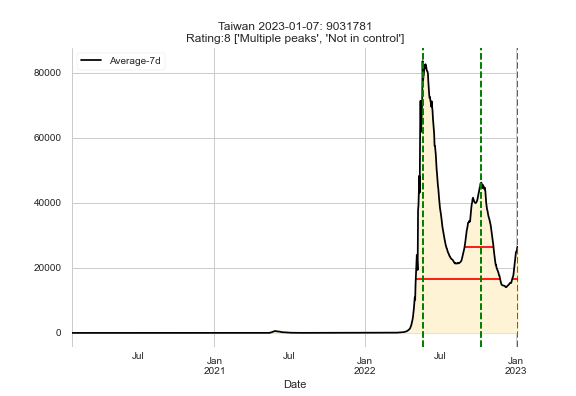 Taiwan 2023-01-07: 9031781
Rating:8 ['Multiple peaks', 'Not in control']
Average-7d
80000
60000
40000
20000
0
Jul
Jan
2021
Jul
Jan
2022
Jul
Jan
2023
Date